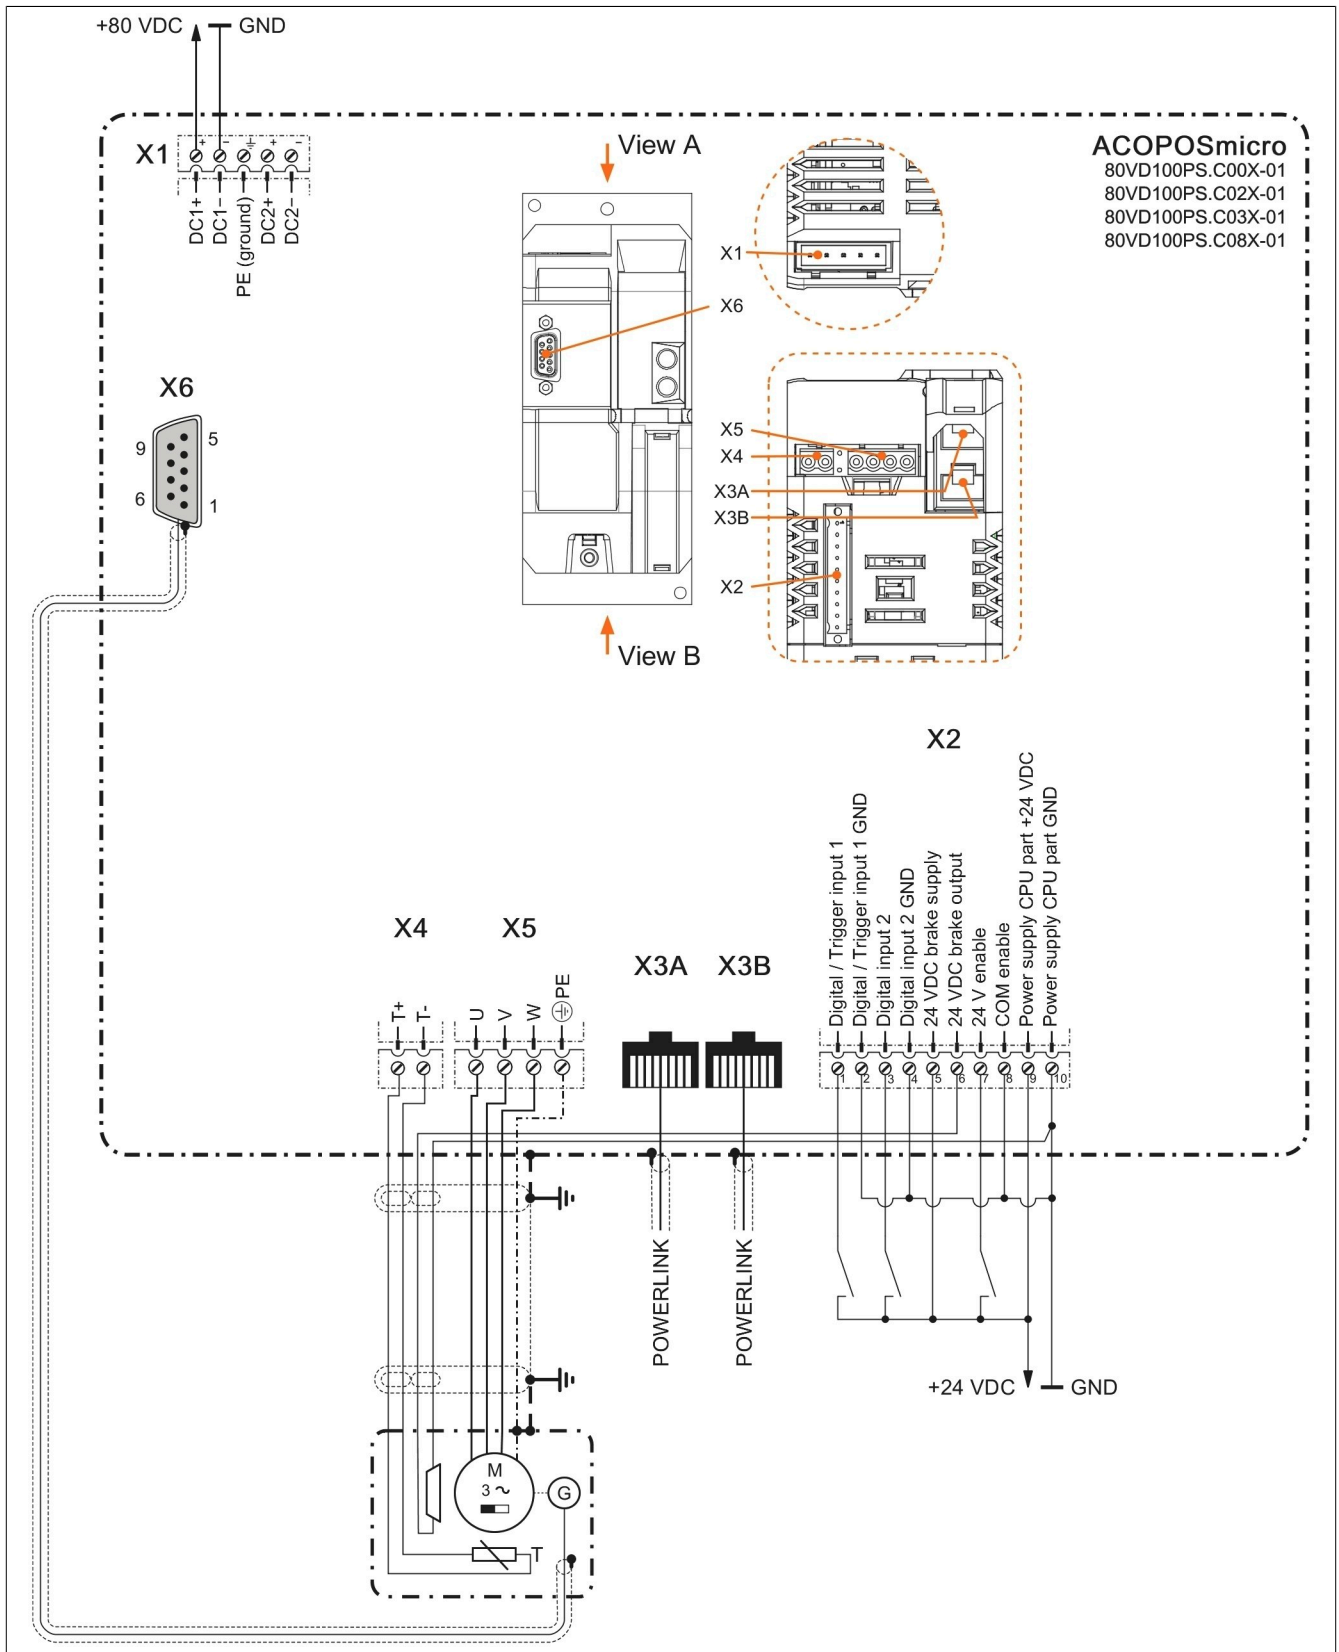 +80 VDC
GND
X1
+
−
+
−
DC1+
DC1−
PE (ground)
DC2+
DC2−
View A
ACOPOSmicro
80VD100PS.C00X-01
80VD100PS.C02X-01
80VD100PS.C03X-01
80VD100PS.C08X-01
X1
X6
X6
9
5
6
1
X5
X4
X3A
X3B
X2
View B
X2
Digital / Trigger input 1
Digital / Trigger input 1 GND
Digital input 2
Digital input 2 GND
24 VDC brake supply
24 VDC brake output
24 V enable
COM enable
Power supply CPU part +24 VDC
Power supply CPU part GND
X4
X5
X3A
X3B
T+
T-
U
V
W
PE
1
2
3
4
5
6
7
8
9
10
POWERLINK
POWERLINK
+24 VDC
GND
M
3 ~
G
T